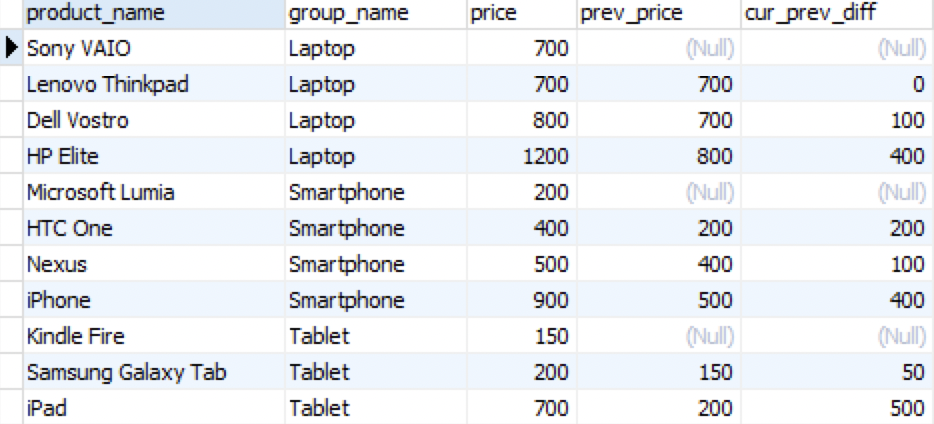 product_name group_name price prev_price cur_prev_diff
Sony VAIO Laptop 700 (Null) (Null)
Lenovo Thinkpad Laptop 700 700 0
Dell Vostro Laptop 800 700 100
HP Elite Laptop 1200 800 400
Microsoft Lumia Smartphone 200 (Null) (Null)
HTC One Smartphone 400 200 200
Nexus Smartphone 500 400 100
iPhone Smartphone 900 500 400
Kindle Fire Tablet 150 (Null) (Null)
Samsung Galaxy Tab Tablet 200 150 50
iPad Tablet 700 200 500